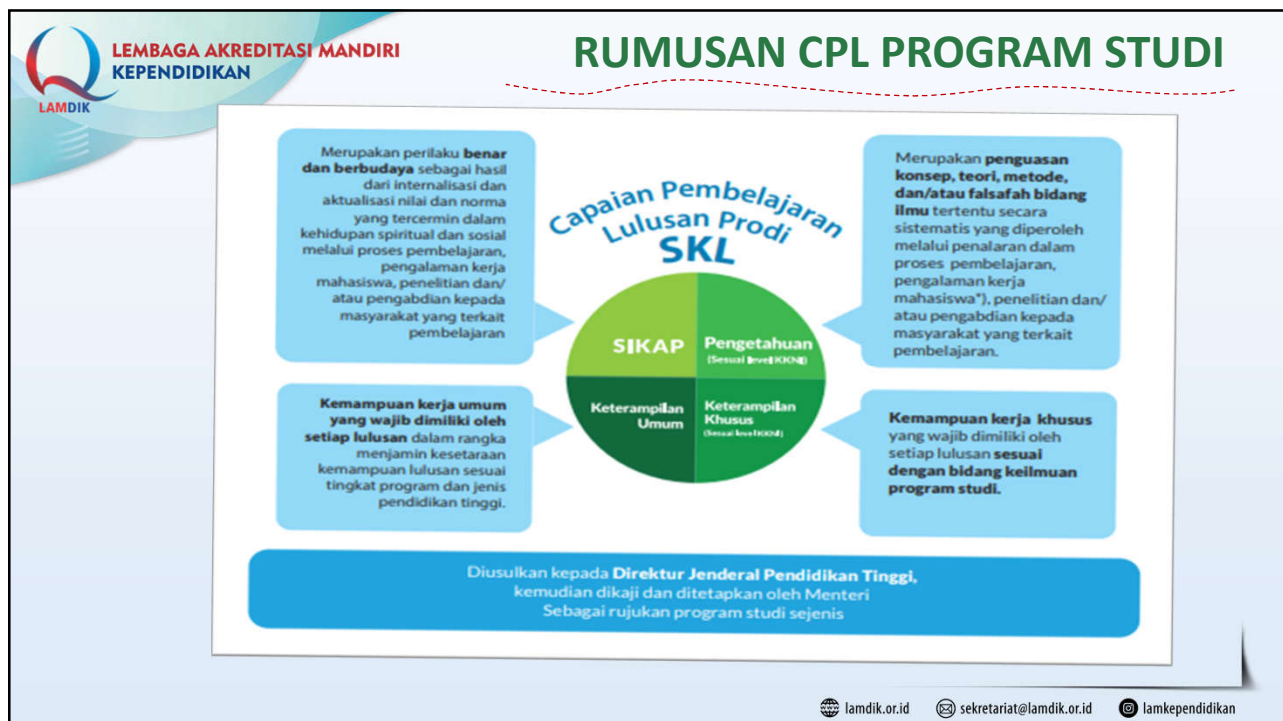 LEMBAGA AKREDITASI MANDIRI
KEPENDIDIKAN
LAMDIK
RUMUSAN CPL PROGRAM STUDI
Merupakan perilaku benar
dan berbudaya sebagai hasil
dari internalisasi dan
aktualisasi nilai dan norma
yang tercermin dalam
kehidupan spiritual dan sosial
melalui proses pembelajaran,
pengalaman kerja
mahasiswa, penelitian dan/
atau pengabdian kepada
masyarakat yang terkait
pembelajaran
Capaian Pembelajaran
Lulusan Prodi
SKL
Merupakan penguasan
konsep, teori, metode,
dan/atau falsafah bidang
ilmu tertentu secara
sistematis yang diperoleh
melalui penalaran dalam
proses pembelajaran,
pengalaman kerja
mahasiswa*), penelitian dan/
atau pengabdian kepada
masyarakat yang terkait
pembelajaran.
SIKAP
Pengetahuan
(Sesuai level KKNI)
Keterampilan
Umum
Keterampilan
Khusus
(Sesuai level KKNI)
Kemampuan kerja umum
yang wajib dimiliki oleh
setiap lulusan dalam rangka
menjamin kesetaraan
kemampuan lulusan sesuai
tingkat program dan jenis
pendidikan tinggi.
Kemampuan kerja khusus
yang wajib dimiliki oleh
setiap lulusan sesuai
dengan bidang keilmuan
program studi.
Diusulkan kepada Direktur Jenderal Pendidikan Tinggi,
kemudian dikaji dan ditetapkan oleh Menteri
Sebagai rujukan program studi sejenis
lamdik.or.id sekretariat@lamdik.or.id lamkependidikan